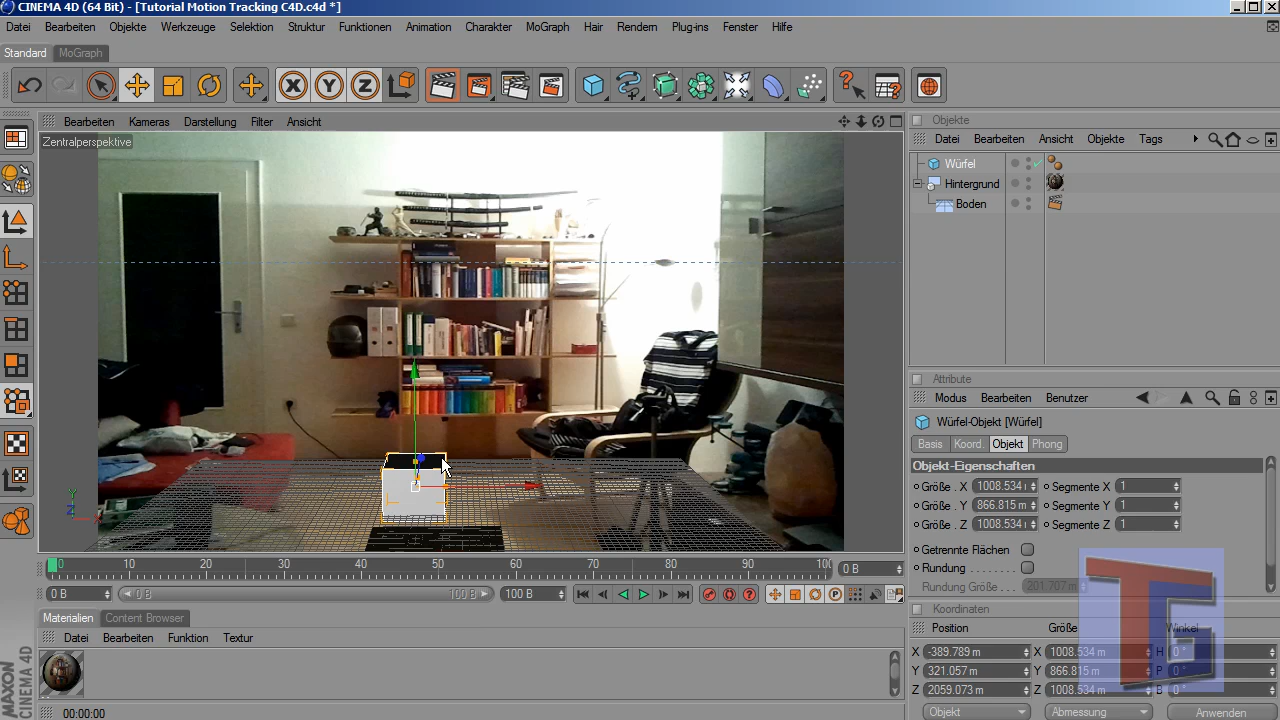 CINEMA 4D (64 Bit) - [Tutorial Motion Tracking C4D.c4d *]
Datei Bearbeiten Objekte Werkzeuge Selektion Struktur Funktionen Animation Charakter MoGraph Hair Rendern Plug-ins Fenster Hilfe
Standard MoGraph
X Y Z
Bearbeiten Kameras Darstellung Filter Ansicht
Zentralperspektive
Objekte
Datei Bearbeiten Ansicht Objekte Tags
Würfel
Hintergrund
Boden
Attribute
Modus Bearbeiten Benutzer
Würfel-Objekt [Würfel]
Basis Koord. Objekt Phong
Objekt-Eigenschaften
Größe . X 1008.534 Segmente X 1
Größe . Y 866.815 m Segmente Y 1
Größe . Z 1008.534 Segmente Z 1
Getrennte Flächen
Rundung . . . . . . . .
Rundung Größe . . . 201.707 m
Y
Z X
0 10 20 30 40 50 60 70 80 90 100 0 B
0 B 0 B 100 B 100 B
Materialien Content Browser
Datei Bearbeiten Funktion Textur
Koordinaten
Position Größe Winkel
X -389.789 m X 1008.534 m H 0 °
Y 321.057 m Y 866.815 m P 0 °
Z 2059.073 m Z 1008.534 m B 0 °
Objekt Abmessung Anwenden
TG
MAXON
CINEMA 4D
00:00:00